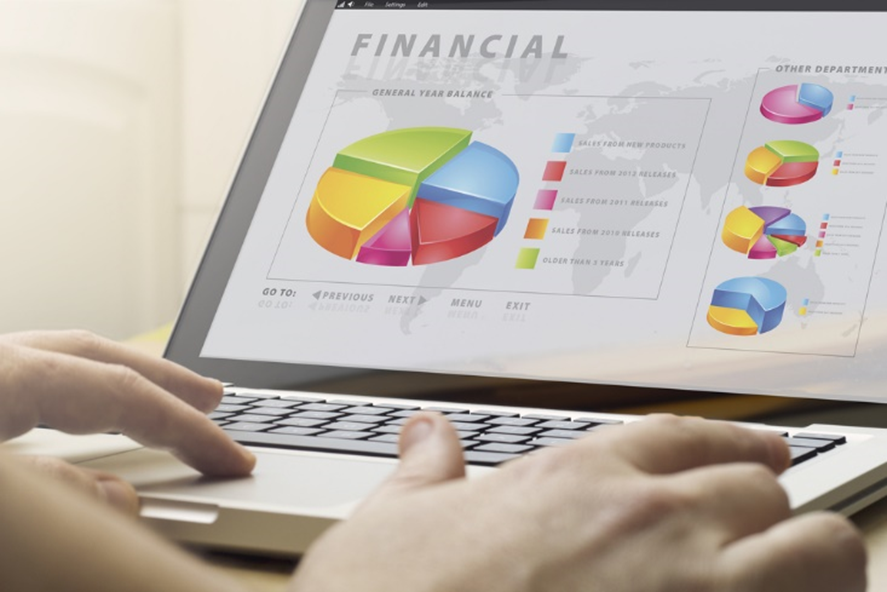 File Settings Edit
FINANCIAL
GENERAL YEAR BALANCE
SALES FROM NEW PRODUCTS
SALES FROM 2012 RELEASES
SALES FROM 2011 RELEASES
SALES FROM 2010 RELEASES
OLDER THAN 3 YEARS
GO TO: PREVIOUS NEXT MENU EXIT
OTHER DEPARTMENT